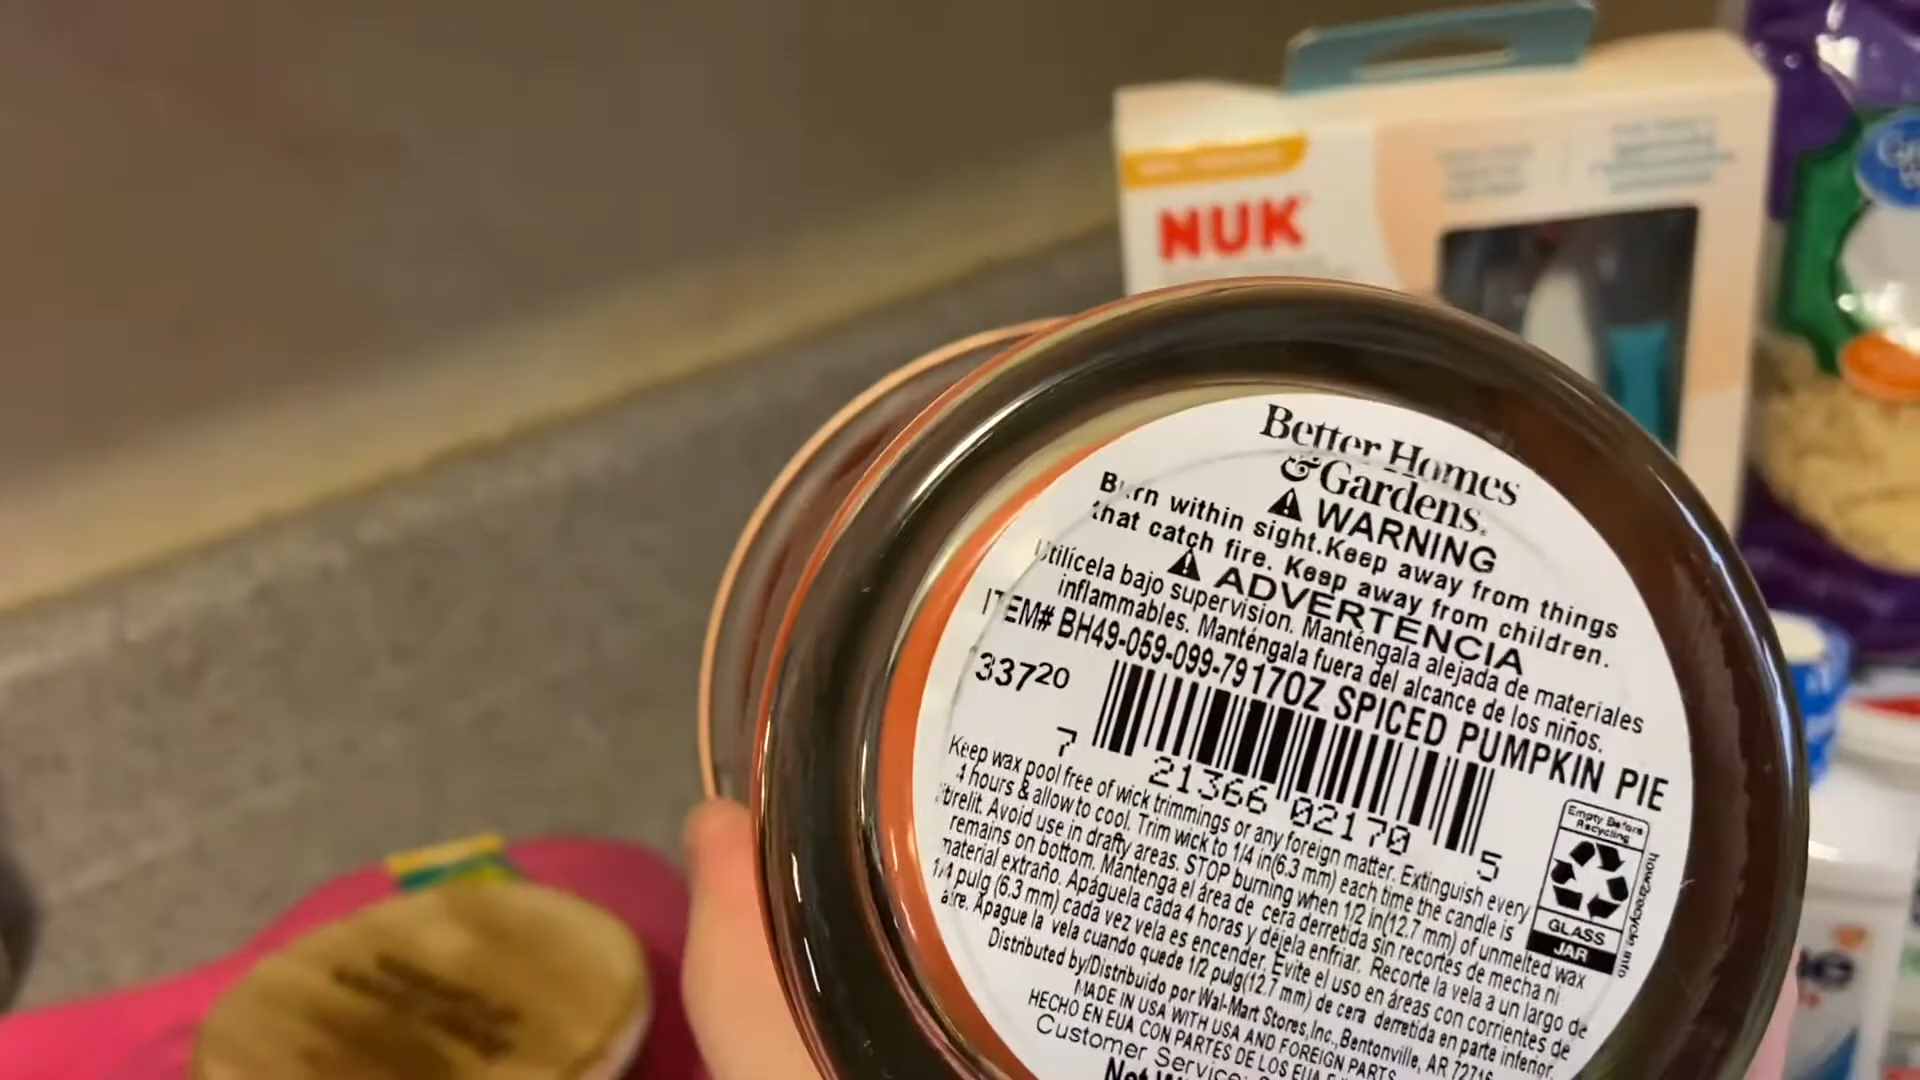 NUK
Better Homes
& Gardens
WARNING
Burn within sight. Keep away from things
that catch fire. Keep away from children.
ADVERTENCIA
Utilícela bajo supervisión. Manténgala alejada de materiales
inflammables. Manténgala fuera del alcance de los niños.
ITEM# BH49-059-099-7917OZ SPICED PUMPKIN PIE
33720
7 21366 02170 5
Keep wax pool free of wick trimmings or any foreign matter. Extinguish every
4 hours & allow to cool. Trim wick to 1/4 in(6.3 mm) each time the candle is
relit. Avoid use in drafty areas. STOP burning when 1/2 in(12.7 mm) of unmelted wax
remains on bottom. Mantenga el área de cera derretida sin recortes de mecha ni
material extraño. Apáguela cada 4 horas y déjela enfriar. Recorte la vela a un largo de
1/4 pulg (6.3 mm) cada vez vela es encender. Evite el uso en áreas con corrientes de
aire. Apague la vela cuando quede 1/2 pulg(12.7 mm) de cera derretida en parte inferior.
Distributed by/Distribuido por Wal-Mart Stores, Inc., Bentonville, AR 72716
MADE IN USA WITH USA AND FOREIGN PARTS
HECHO EN EUA CON PARTES DE LOS EUA
Customer Service:
Net
Empty Before
Recycling
GLASS
JAR
how2recycle.info